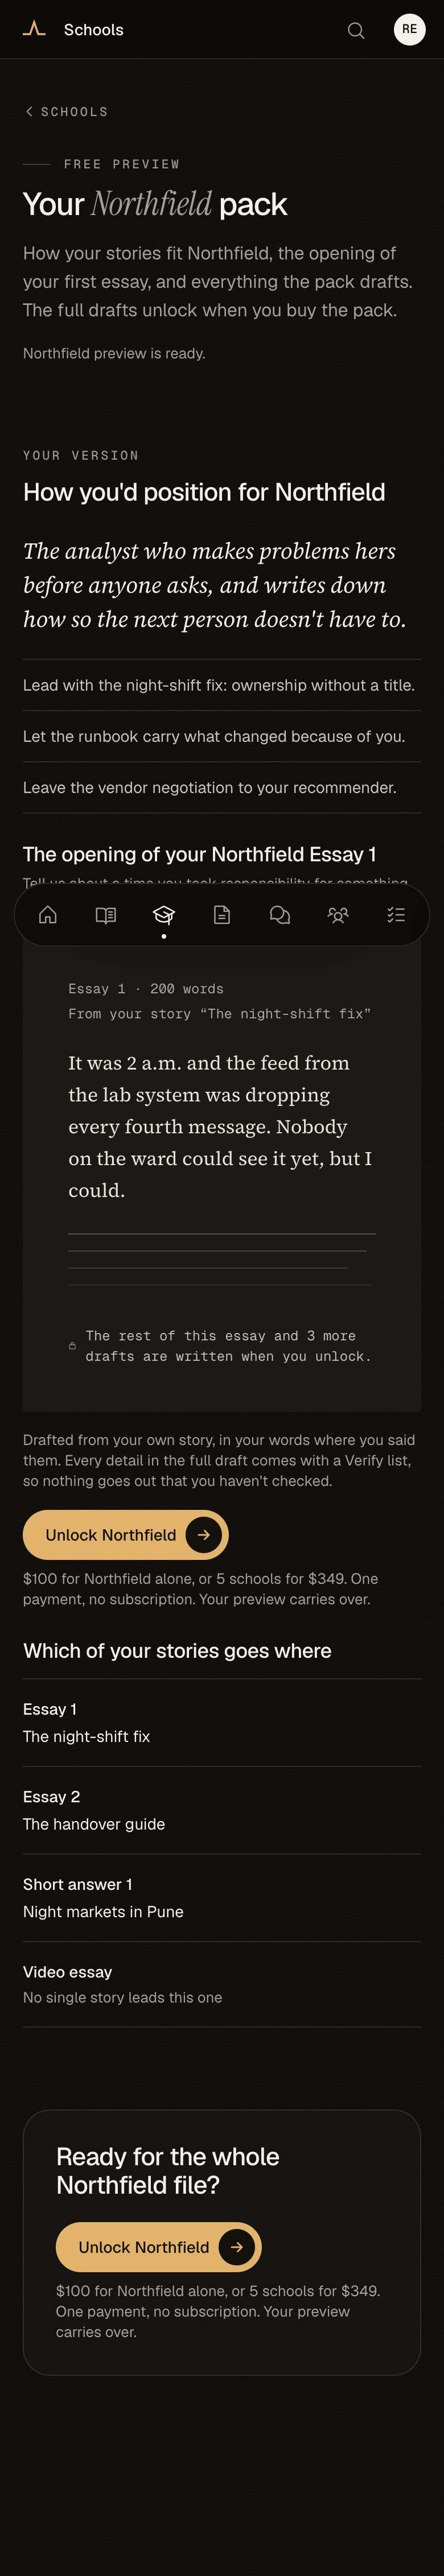 Schools
RE
SCHOOLS
FREE PREVIEW
Your Northfield pack
How your stories fit Northfield, the opening of
your first essay, and everything the pack drafts.
The full drafts unlock when you buy the pack.
Northfield preview is ready.
YOUR VERSION
How you'd position for Northfield
The analyst who makes problems hers
before anyone asks, and writes down
how so the next person doesn't have to.
Lead with the night-shift fix: ownership without a title.
Let the runbook carry what changed because of you.
Leave the vendor negotiation to your recommender.
The opening of your Northfield Essay 1
Tell us about a time you took responsibility for something
Essay 1 · 200 words
From your story “The night-shift fix”
It was 2 a.m. and the feed from
the lab system was dropping
every fourth message. Nobody
on the ward could see it yet, but I
could.
The rest of this essay and 3 more
drafts are written when you unlock.
Drafted from your own story, in your words where you said
them. Every detail in the full draft comes with a Verify list,
so nothing goes out that you haven't checked.
Unlock Northfield
$100 for Northfield alone, or 5 schools for $349. One
payment, no subscription. Your preview carries over.
Which of your stories goes where
Essay 1
The night-shift fix
Essay 2
The handover guide
Short answer 1
Night markets in Pune
Video essay
No single story leads this one
Ready for the whole
Northfield file?
Unlock Northfield
$100 for Northfield alone, or 5 schools for $349.
One payment, no subscription. Your preview
carries over.